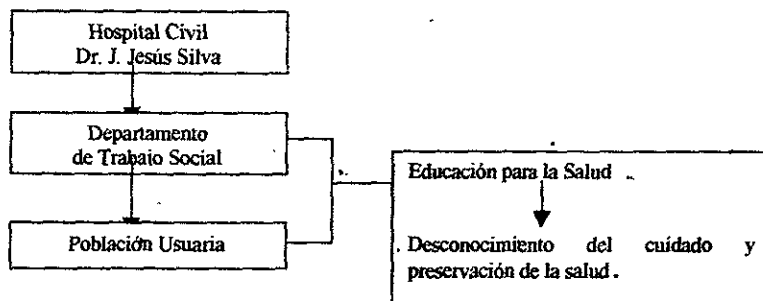 Hospital Civil
Dr. J. Jesús Silva
Departamento
de Trabajo Social
Población Usuaria
Educación para la Salud
Desconocimiento del cuidado y
preservación de la salud.